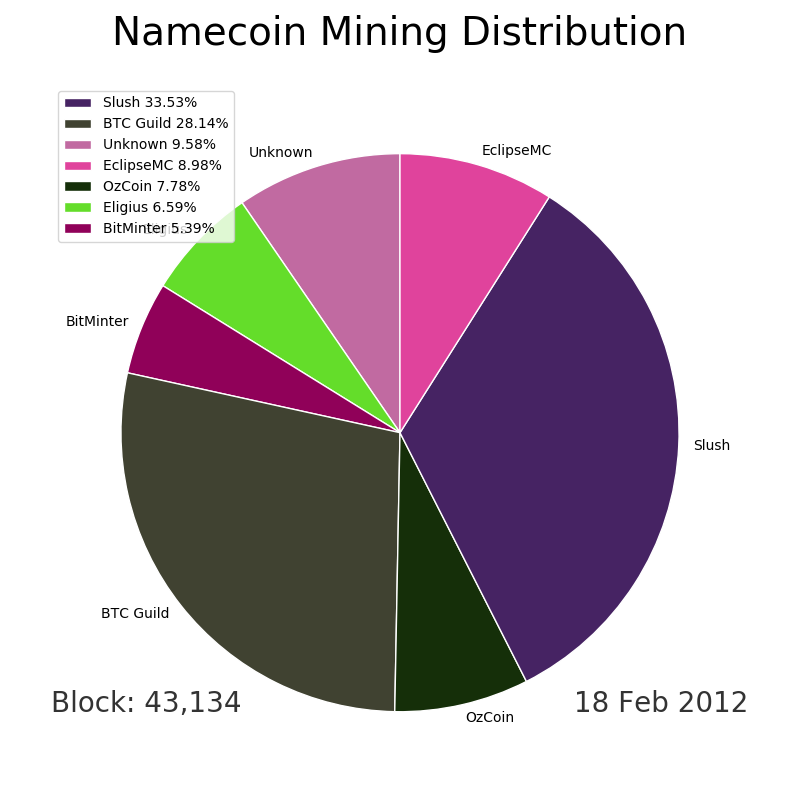 Namecoin Mining Distribution
Slush 33.53%
BTC Guild 28.14%
Unknown 9.58%
EclipseMC 8.98%
OzCoin 7.78%
Eligius 6.59%
BitMinter 5.39%
Unknown
EclipseMC
BitMinter
Slush
BTC Guild
OzCoin
Block: 43,134
18 Feb 2012